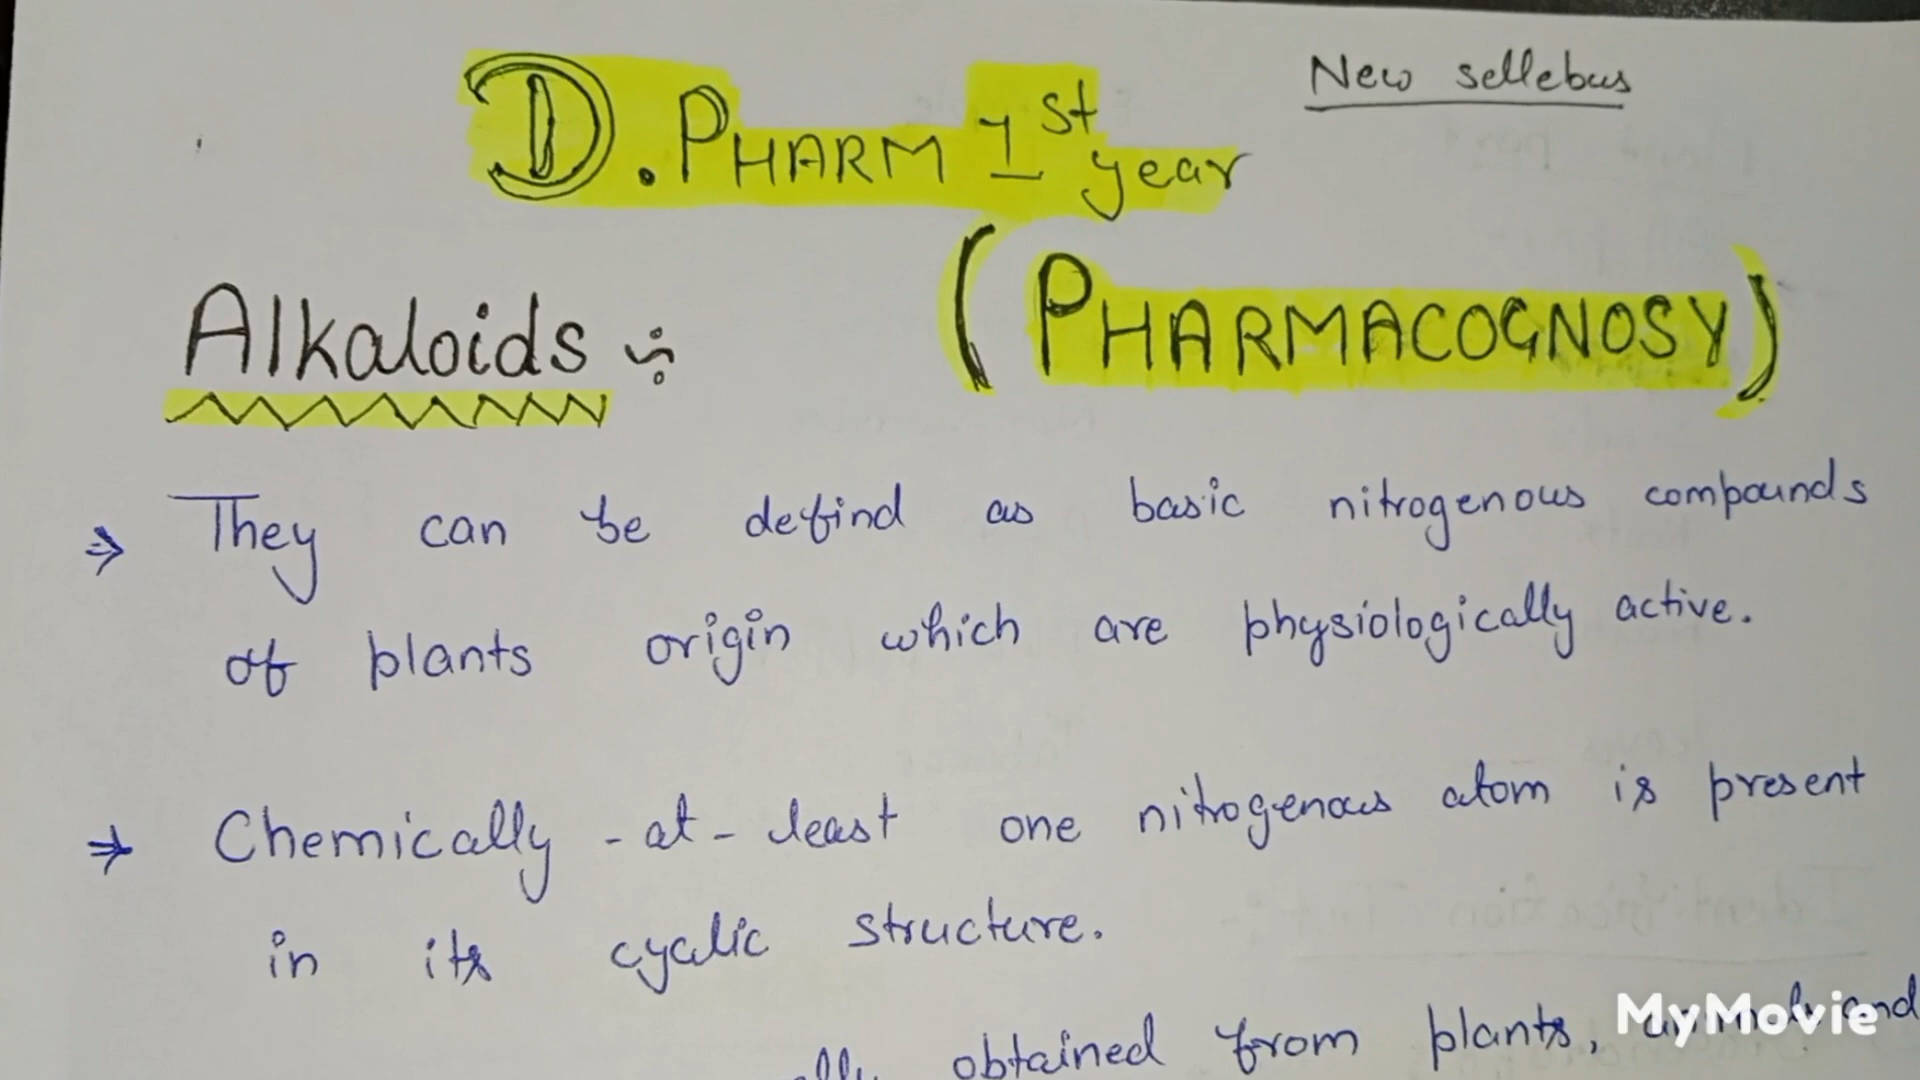 New sellebus
D. PHARM 1st year
(PHARMACOGNOSY)
Alkaloids :-
⇒ They can be defind as basic nitrogenous compounds
of plants origin which are physiologically active.
⇒ Chemically -at- least one nitrogenous atom is present
in its cyclic structure.
obtained from plants, and
MyMovie